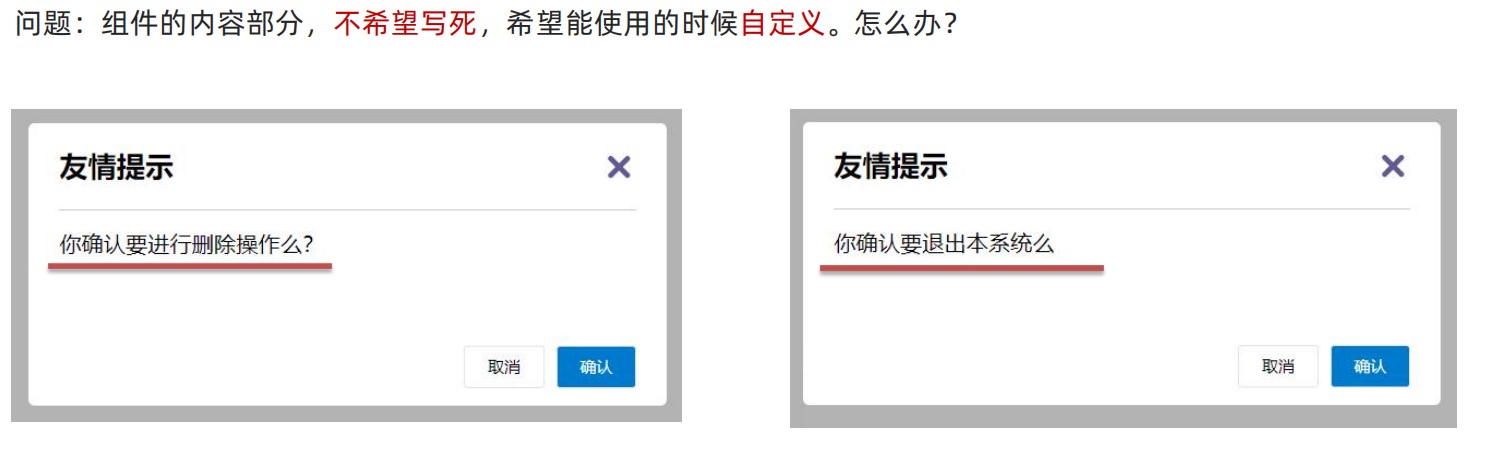 问题：组件的内容部分，不希望写死，希望能使用的时候自定义。怎么办？
友情提示
你确认要进行删除操作么？
取消 确认
友情提示
你确认要退出本系统么
取消 确认